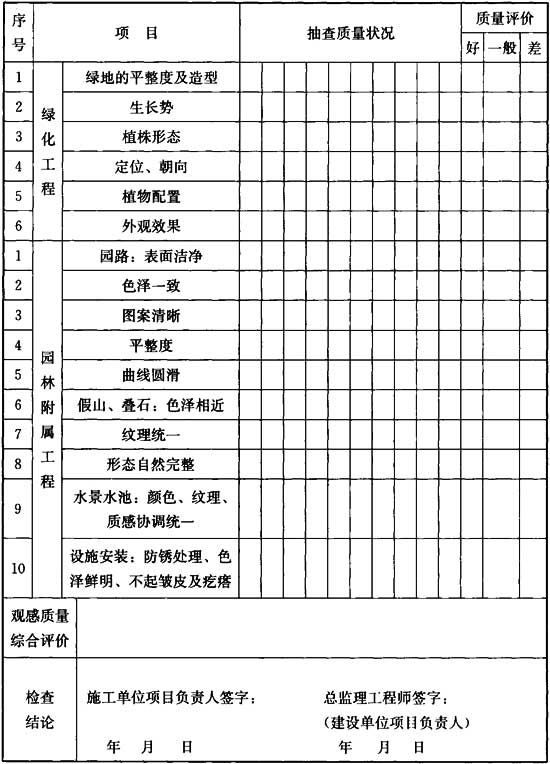 序号 项 目 抽查质量状况 质量评价
好 一般 差
绿化工程
1 绿地的平整度及造型
2 生长势
3 植株形态
4 定位、朝向
5 植物配置
6 外观效果
园林附属工程
1 园路：表面洁净
2 色泽一致
3 图案清晰
4 平整度
5 曲线圆滑
6 假山、叠石：色泽相近
7 纹理统一
8 形态自然完整
9 水景水池：颜色、纹理、
质感协调统一
10 设施安装：防锈处理、色
泽鲜明、不起皱皮及疙瘩
观感质量
综合评价
检查
结论
施工单位项目负责人签字： 总监理工程师签字：
（建设单位项目负责人）
年 月 日 年 月 日